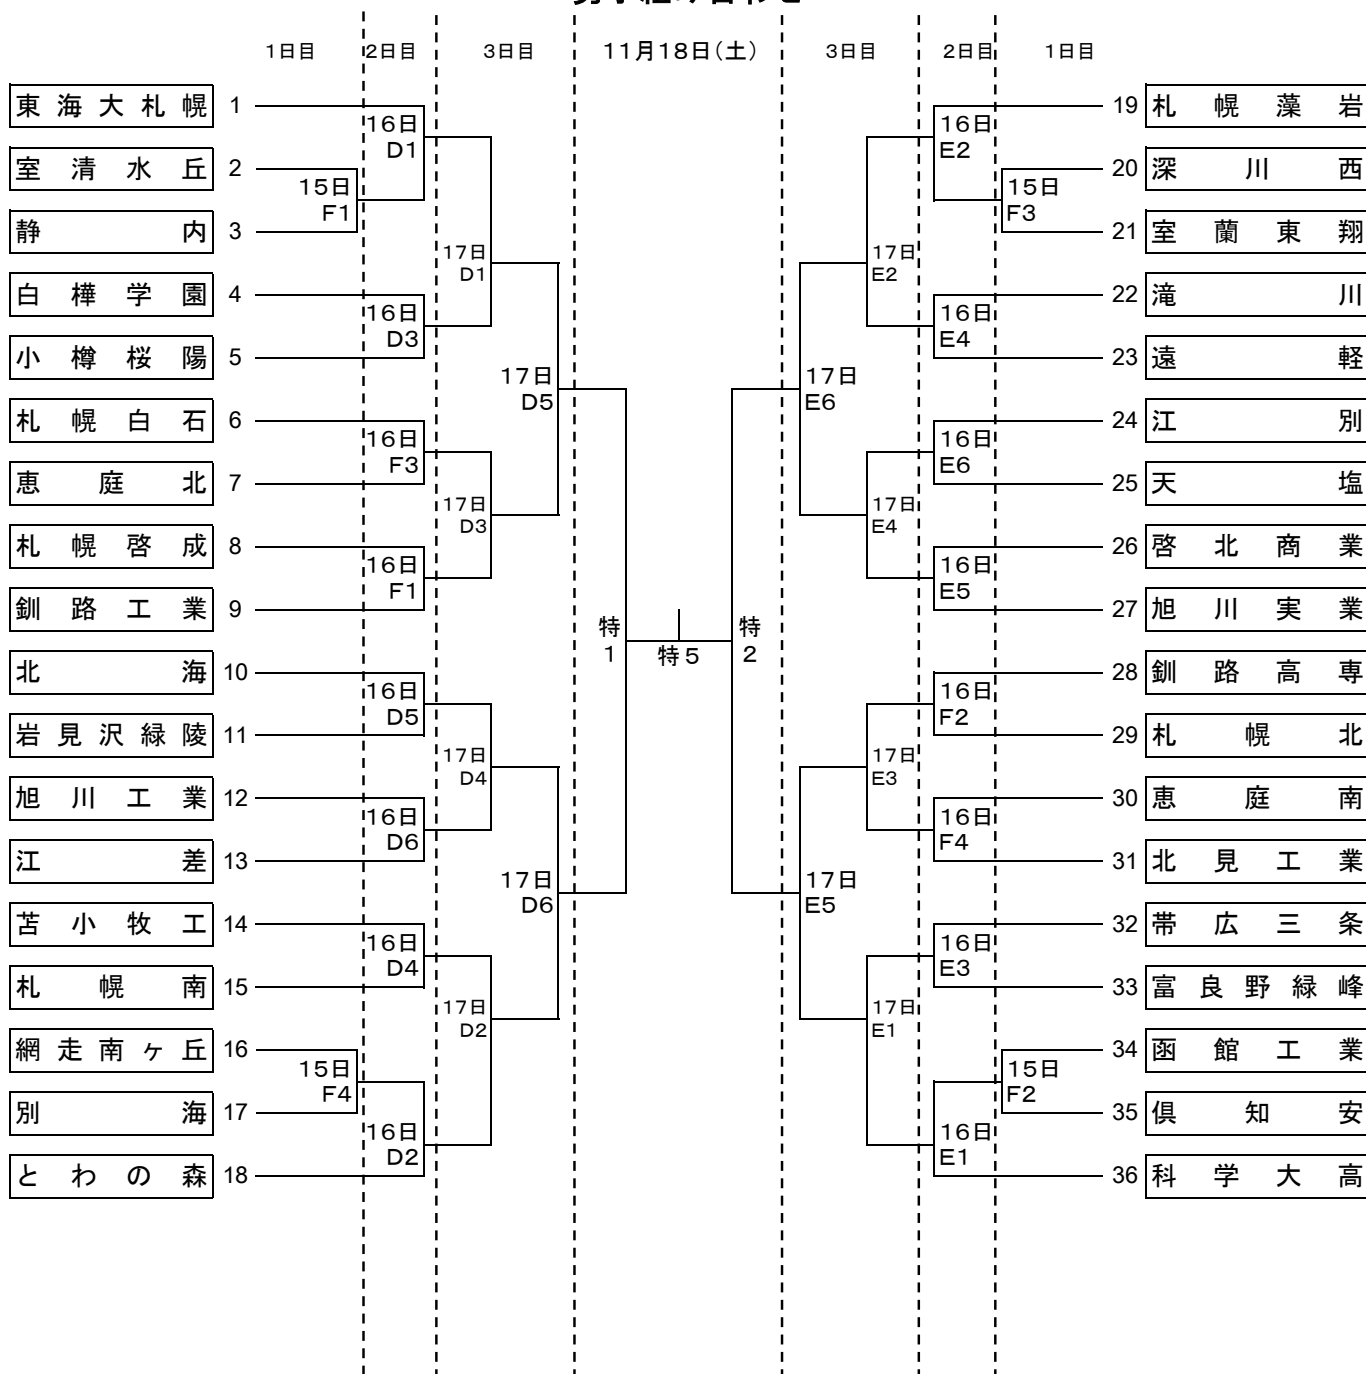 1日目 2日目 3日目 11月18日(土) 3日目 2日目 1日目
東海大札幌 1 19 札幌藻岩
16日 16日
D1 E2
室清水丘 2 20 深川西
15日 15日
F1 F3
静内 3 21 室蘭東翔
17日 17日
D1 E2
白樺学園 4 22 滝川
16日 16日
D3 E4
小樽桜陽 5 23 遠軽
17日 17日
D5 E6
札幌白石 6 24 江別
16日 16日
F3 E6
恵庭北 7 25 天塩
17日 17日
D3 E4
札幌啓成 8 26 啓北商業
16日 16日
F1 E5
釧路工業 9 27 旭川実業
特 特
1 特5 2
北海 10 28 釧路高専
16日 16日
D5 F2
岩見沢緑陵 11 29 札幌北
17日 17日
D4 E3
旭川工業 12 30 恵庭南
16日 16日
D6 F4
江差 13 31 北見工業
17日 17日
D6 E5
苫小牧工 14 32 帯広三条
16日 16日
D4 E3
札幌南 15 33 富良野緑峰
17日 17日
D2 E1
網走南ヶ丘 16 34 函館工業
15日 15日
F4 F2
別海 17 35 倶知安
16日 16日
D2 E1
とわの森 18 36 科学大高